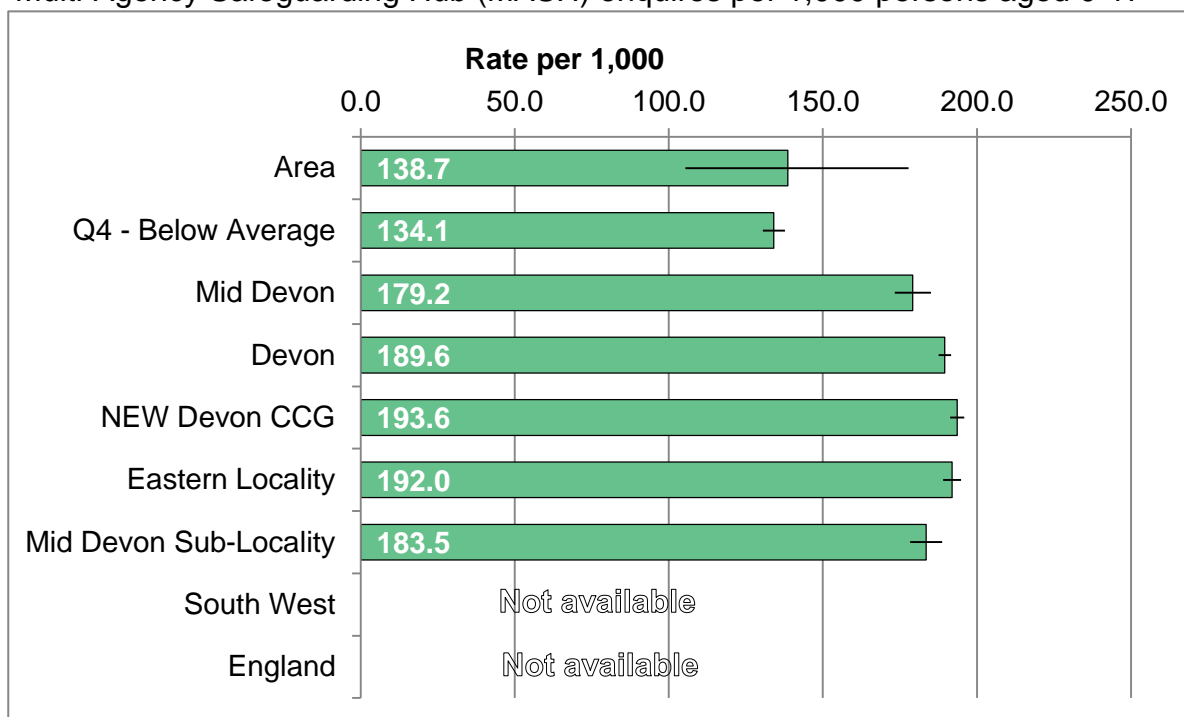 Multi Agency Safeguarding Hub (MASH) enquires per 1,000 persons aged 0-17
Rate per 1,000
0.0 50.0 100.0 150.0 200.0 250.0
Area 138.7
Q4 - Below Average 134.1
Mid Devon 179.2
Devon 189.6
NEW Devon CCG 193.6
Eastern Locality 192.0
Mid Devon Sub-Locality 183.5
South West Not available
England Not available